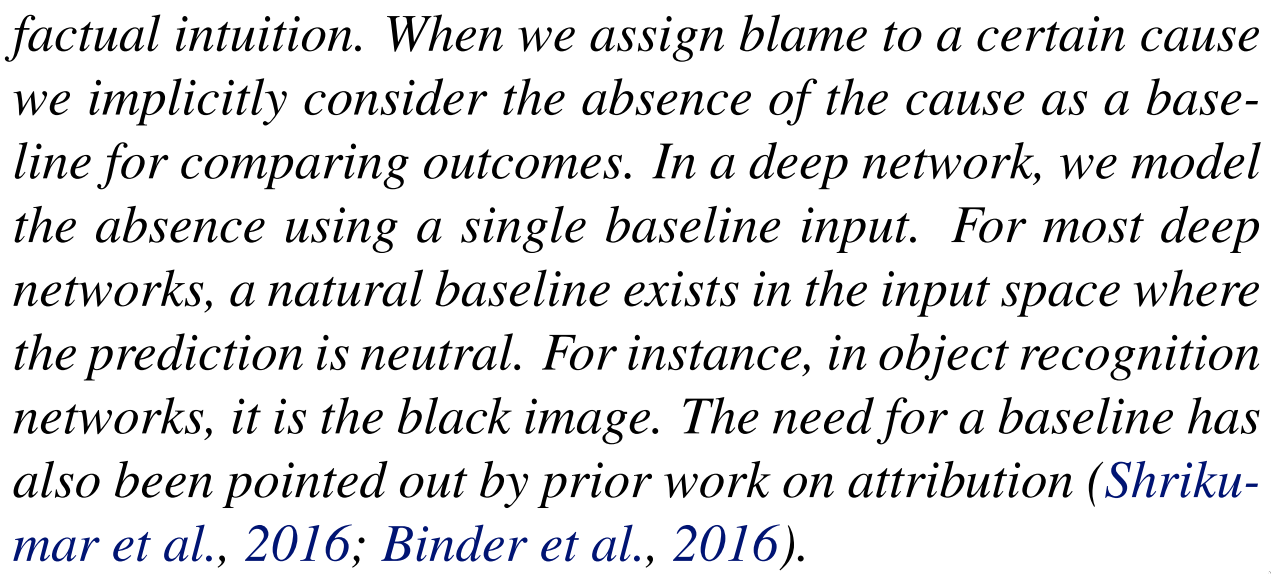 factual intuition. When we assign blame to a certain cause
we implicitly consider the absence of the cause as a base-
line for comparing outcomes. In a deep network, we model
the absence using a single baseline input. For most deep
networks, a natural baseline exists in the input space where
the prediction is neutral. For instance, in object recognition
networks, it is the black image. The need for a baseline has
also been pointed out by prior work on attribution (Shriku-
mar et al., 2016; Binder et al., 2016).